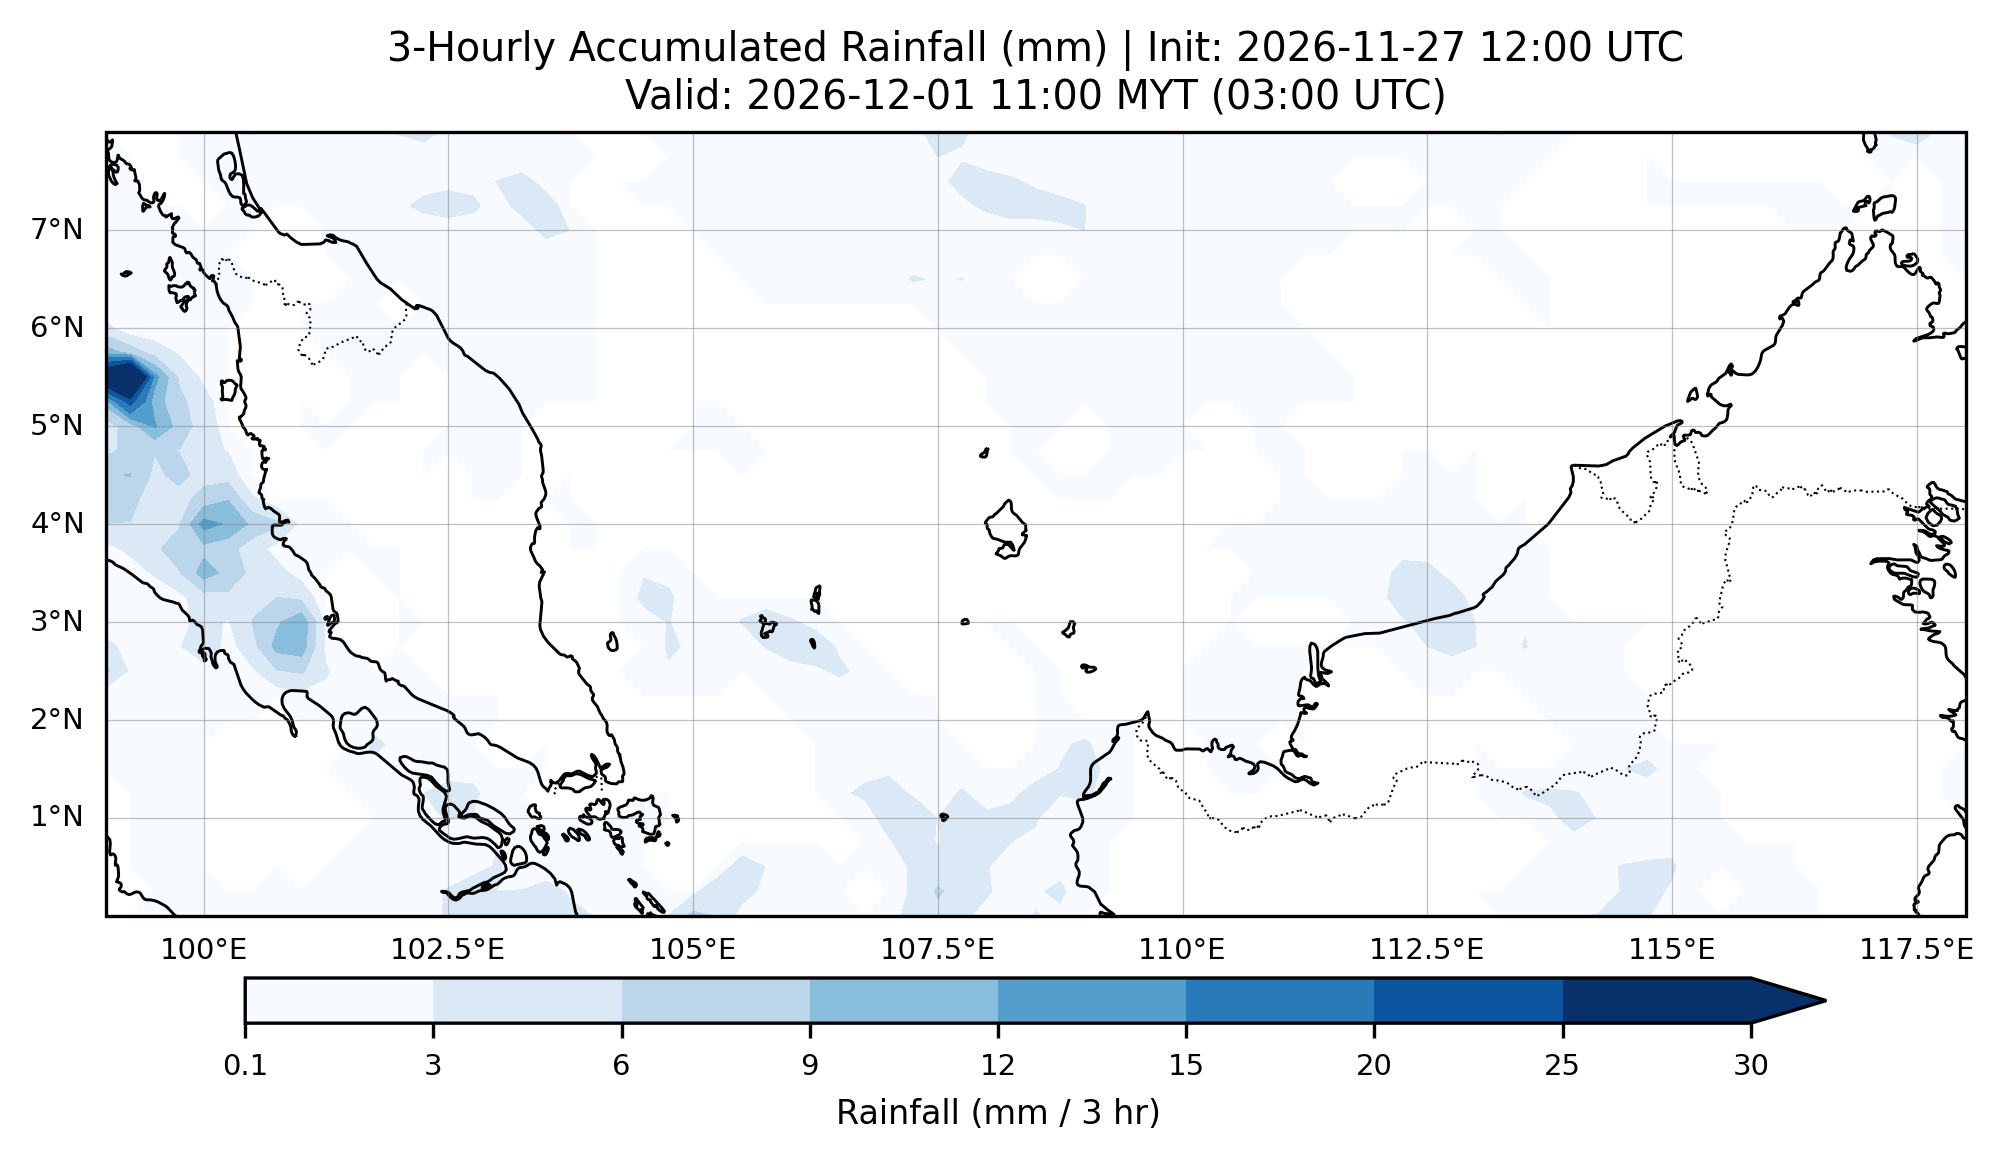 3-Hourly Accumulated Rainfall (mm) | Init: 2026-11-27 12:00 UTC
Valid: 2026-12-01 11:00 MYT (03:00 UTC)
7°N
6°N
5°N
4°N
3°N
2°N
1°N
100°E 102.5°E 105°E 107.5°E 110°E 112.5°E 115°E 117.5°E
0.1 3 6 9 12 15 20 25 30
Rainfall (mm / 3 hr)